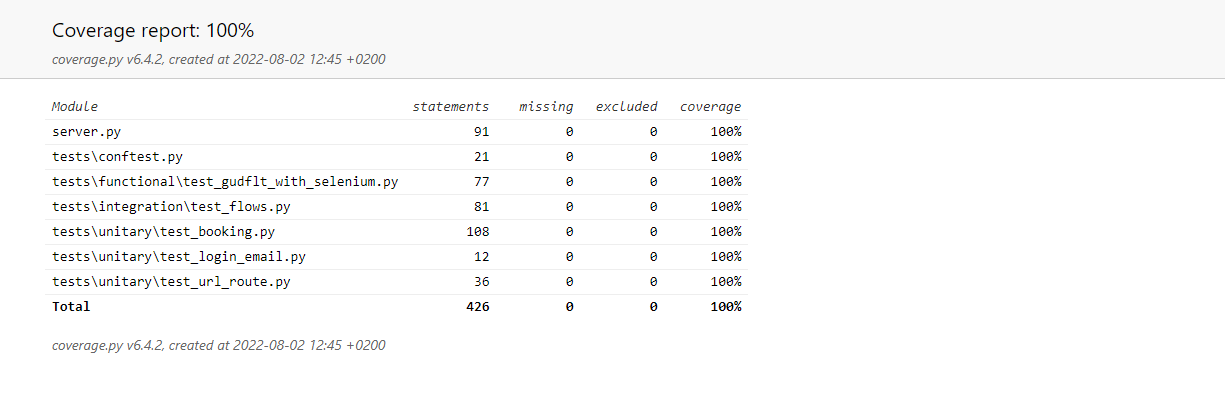 Coverage report: 100%
coverage.py v6.4.2, created at 2022-08-02 12:45 +0200
Module statements missing excluded coverage
server.py 91 0 0 100%
tests\conftest.py 21 0 0 100%
tests\functional\test_gudflt_with_selenium.py 77 0 0 100%
tests\integration\test_flows.py 81 0 0 100%
tests\unitary\test_booking.py 108 0 0 100%
tests\unitary\test_login_email.py 12 0 0 100%
tests\unitary\test_url_route.py 36 0 0 100%
Total 426 0 0 100%
coverage.py v6.4.2, created at 2022-08-02 12:45 +0200